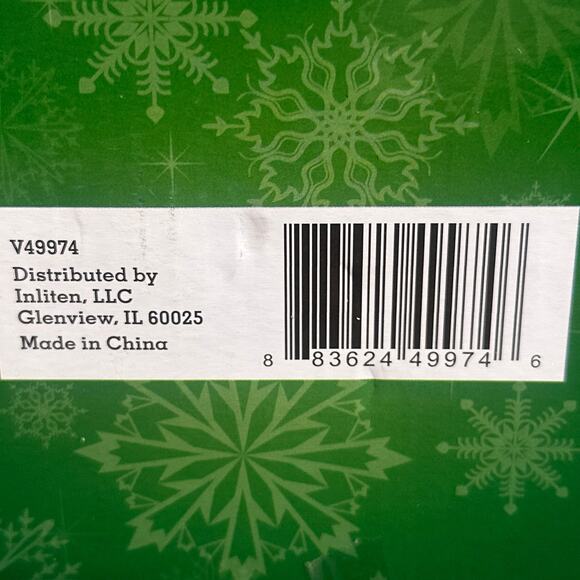 V49974
Distributed by
Inliten, LLC
Glenview, IL 60025
Made in China
8 83624 49974 6